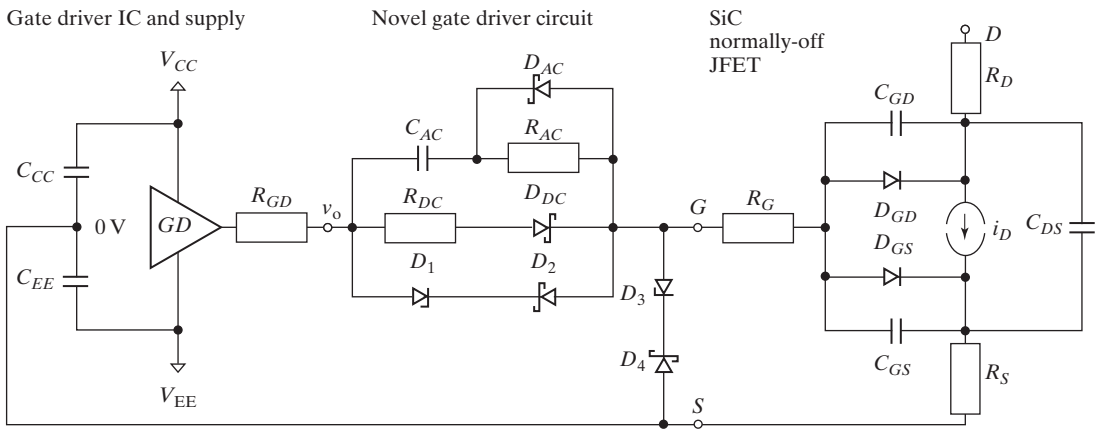 Gate driver IC and supply
Novel gate driver circuit
SiC
normally-off
JFET
D
V_CC
D_AC
R_D
C_GD
C_AC
R_AC
C_CC
R_GD
v_o
R_DC
D_DC
G
R_G
D_GD
i_D
C_DS
0 V
GD
D_GS
C_EE
D_1
D_2
D_3
C_GS
D_4
R_S
V_EE
S